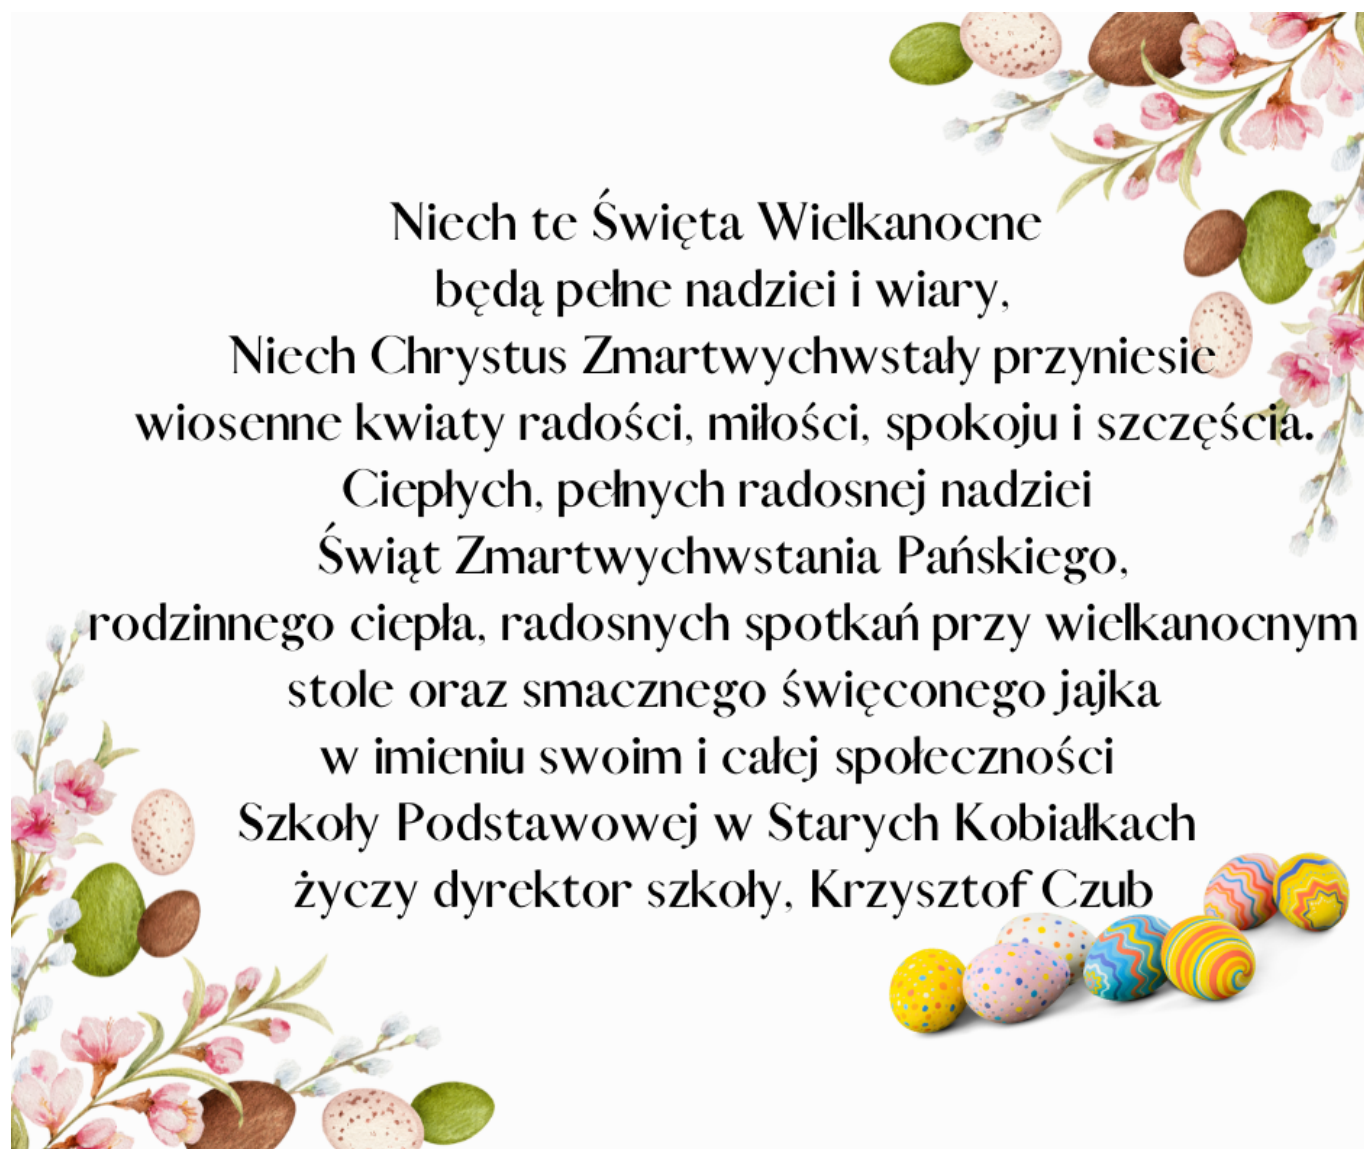 Niech te Święta Wielkanocne
będą pełne nadziei i wiary,
Niech Chrystus Zmartwychwstały przyniesie
wiosenne kwiaty radości, miłości, spokoju i szczęścia.
Ciepłych, pełnych radosnej nadziei
Świąt Zmartwychwstania Pańskiego,
rodzinnego ciepła, radosnych spotkań przy wielkanocnym
stole oraz smacznego święconego jajka
w imieniu swoim i całej społeczności
Szkoły Podstawowej w Starych Kobiałkach
życzy dyrektor szkoły, Krzysztof Czub